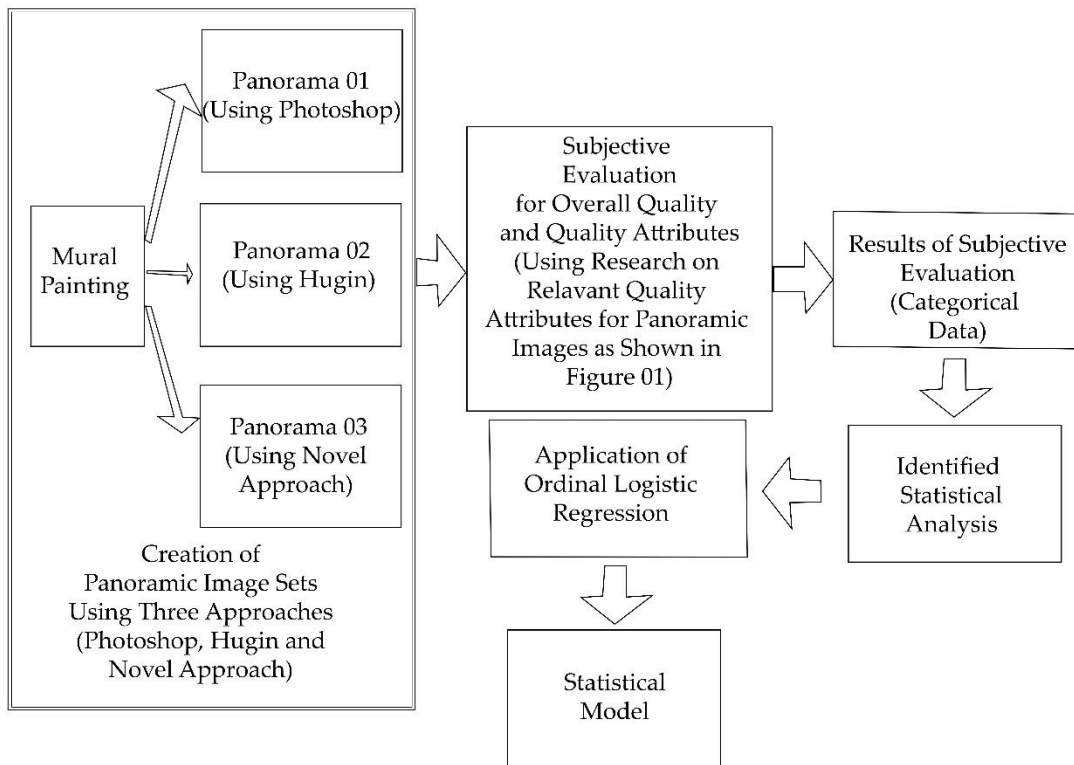 Mural
Painting
Panorama 01
(Using Photoshop)
Panorama 02
(Using Hugin)
Panorama 03
(Using Novel
Approach)
Creation of
Panoramic Image Sets
Using Three Approaches
(Photoshop, Hugin and
Novel Approach)
Subjective
Evaluation
for Overall Quality
and Quality Attributes
(Using Research on
Relavant Quality
Attributes for Panoramic
Images as Shown in
Figure 01)
Results of Subjective
Evaluation
(Categorical
Data)
Identified
Statistical
Analysis
Application of
Ordinal Logistic
Regression
Statistical
Model